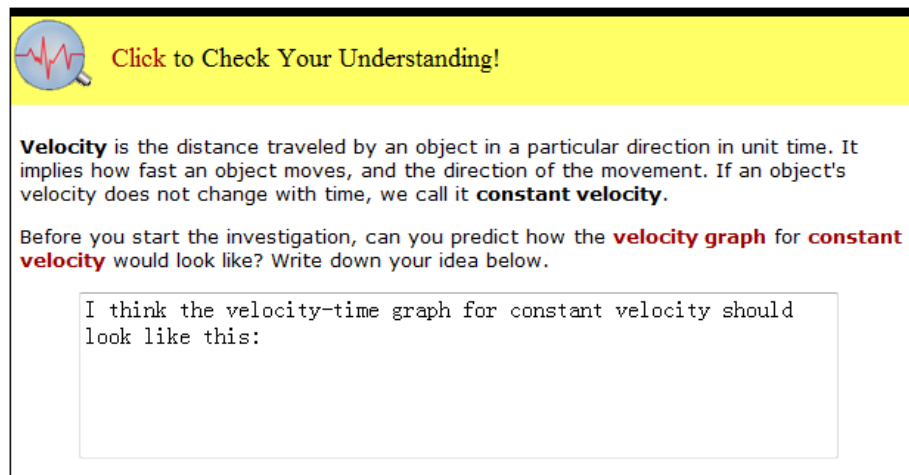 Click to Check Your Understanding!
Velocity is the distance traveled by an object in a particular direction in unit time. It
implies how fast an object moves, and the direction of the movement. If an object's
velocity does not change with time, we call it constant velocity.
Before you start the investigation, can you predict how the velocity graph for constant
velocity would look like? Write down your idea below.
I think the velocity-time graph for constant velocity should
look like this: